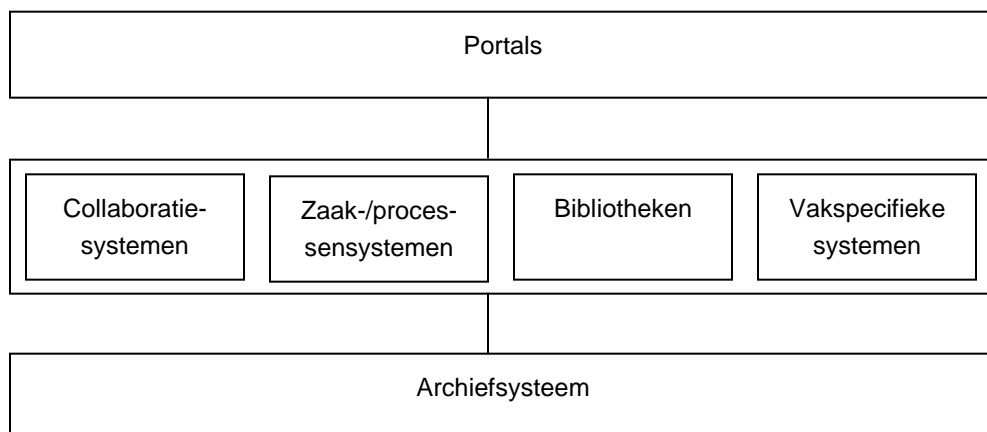 Portals
Collaboratie-
systemen
Zaak-/proces-
sensystemen
Bibliotheken
Vakspecifieke
systemen
Archiefsysteem